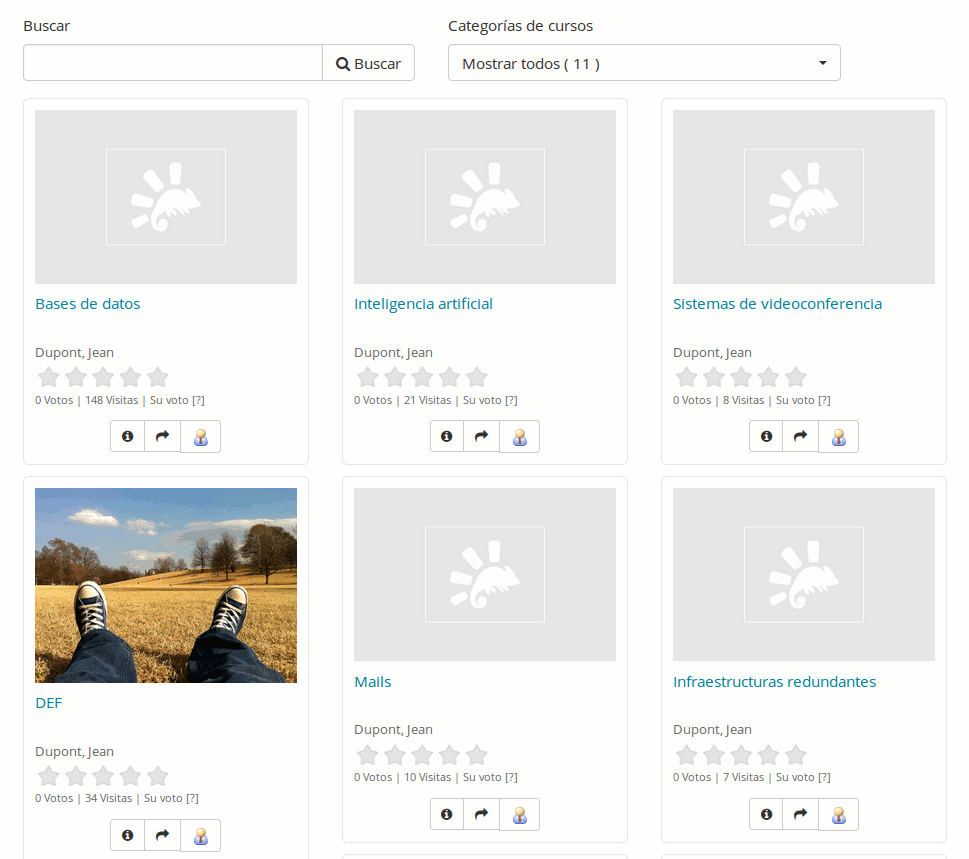 Buscar
Categorías de cursos
Buscar
Mostrar todos ( 11 )
Bases de datos
Dupont, Jean
0 Votos | 148 Visitas | Su voto [?]
Inteligencia artificial
Dupont, Jean
0 Votos | 21 Visitas | Su voto [?]
Sistemas de videoconferencia
Dupont, Jean
0 Votos | 8 Visitas | Su voto [?]
DEF
Dupont, Jean
0 Votos | 34 Visitas | Su voto [?]
Mails
Dupont, Jean
0 Votos | 10 Visitas | Su voto [?]
Infraestructuras redundantes
Dupont, Jean
0 Votos | 7 Visitas | Su voto [?]